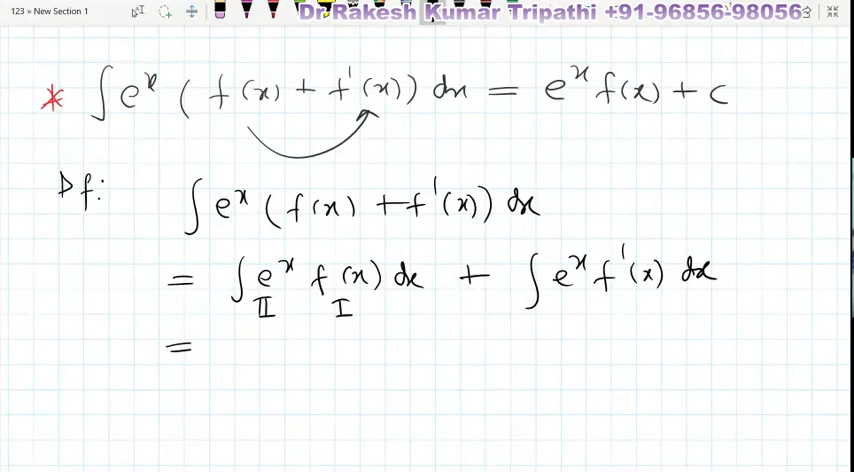 123 » New Section 1
Dr.Rakesh Kumar Tripathi +91-96856-98056
* ∫ eˣ ( f(x) + f'(x)) dx = eˣ f(x) + c
Pf:
∫ eˣ ( f(x) + f'(x)) dx
= ∫ eˣ f(x) dx + ∫ eˣ f'(x) dx
II I
=